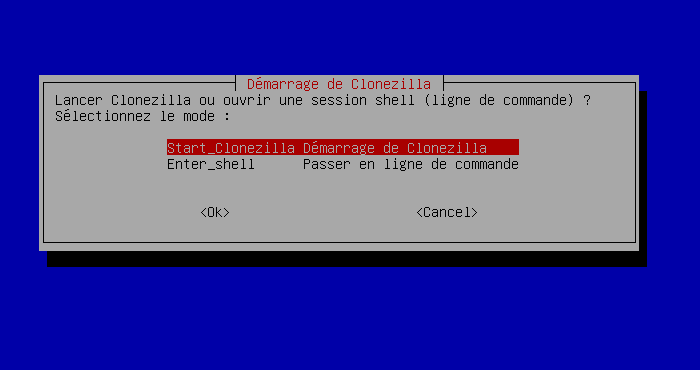 Démarrage de Clonezilla
Lancer Clonezilla ou ouvrir une session shell (ligne de commande) ?
Sélectionnez le mode :
Start_Clonezilla Démarrage de Clonezilla
Enter_shell Passer en ligne de commande
<Ok> <Cancel>